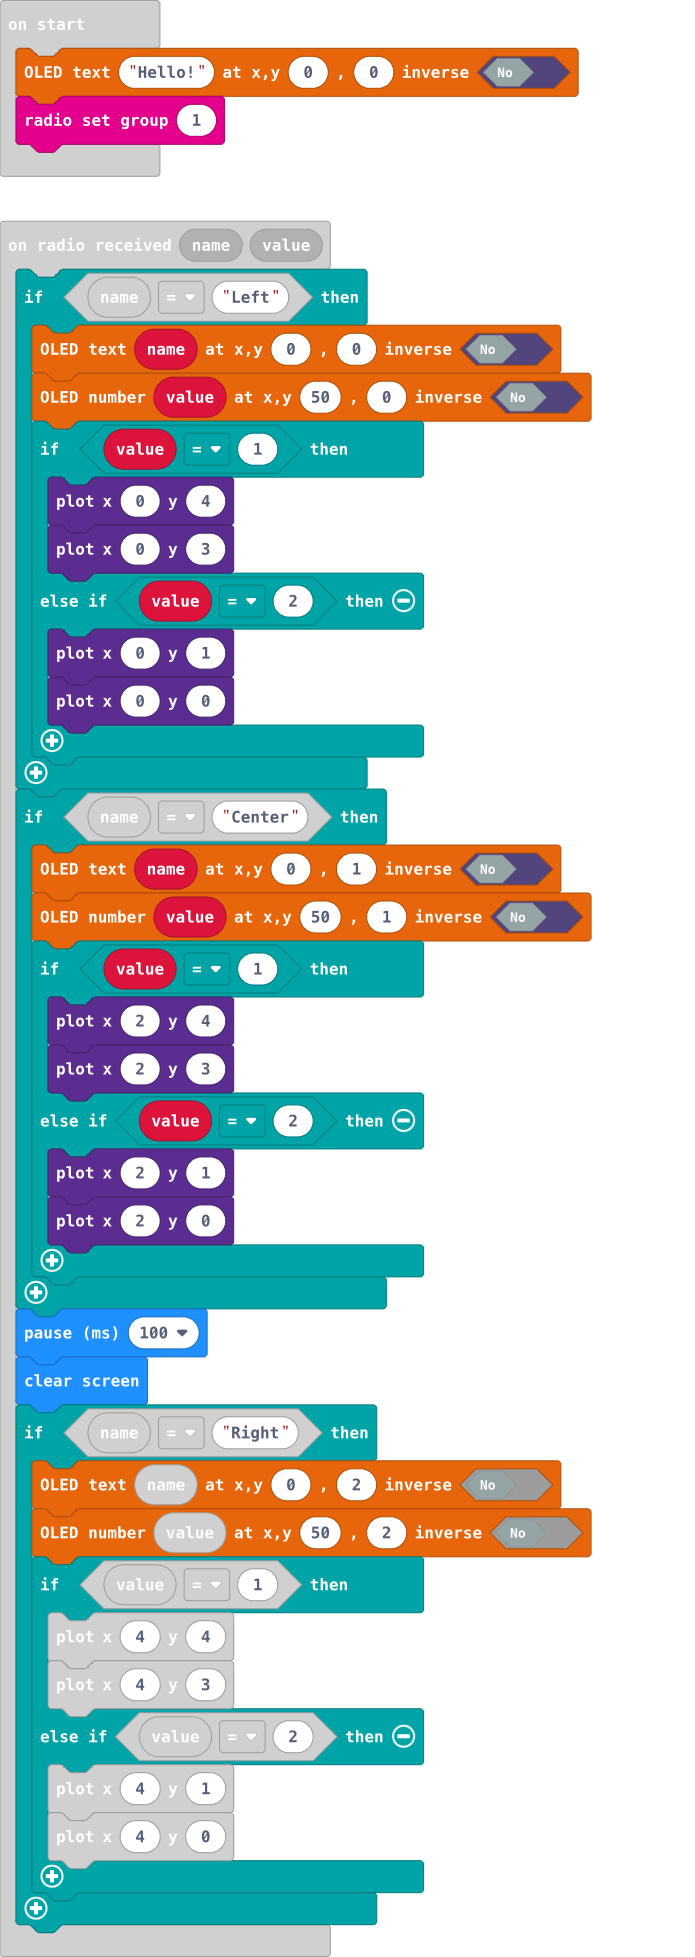 on start
OLED text "Hello!" at x,y 0 , 0 inverse No
radio set group 1
on radio received name value
if name = "Left" then
OLED text name at x,y 0 , 0 inverse No
OLED number value at x,y 50 , 0 inverse No
if value = 1 then
plot x 0 y 4
plot x 0 y 3
else if value = 2 then
plot x 0 y 1
plot x 0 y 0
if name = "Center" then
OLED text name at x,y 0 , 1 inverse No
OLED number value at x,y 50 , 1 inverse No
if value = 1 then
plot x 2 y 4
plot x 2 y 3
else if value = 2 then
plot x 2 y 1
plot x 2 y 0
pause (ms) 100
clear screen
if name = "Right" then
OLED text name at x,y 0 , 2 inverse No
OLED number value at x,y 50 , 2 inverse No
if value = 1 then
plot x 4 y 4
plot x 4 y 3
else if value = 2 then
plot x 4 y 1
plot x 4 y 0